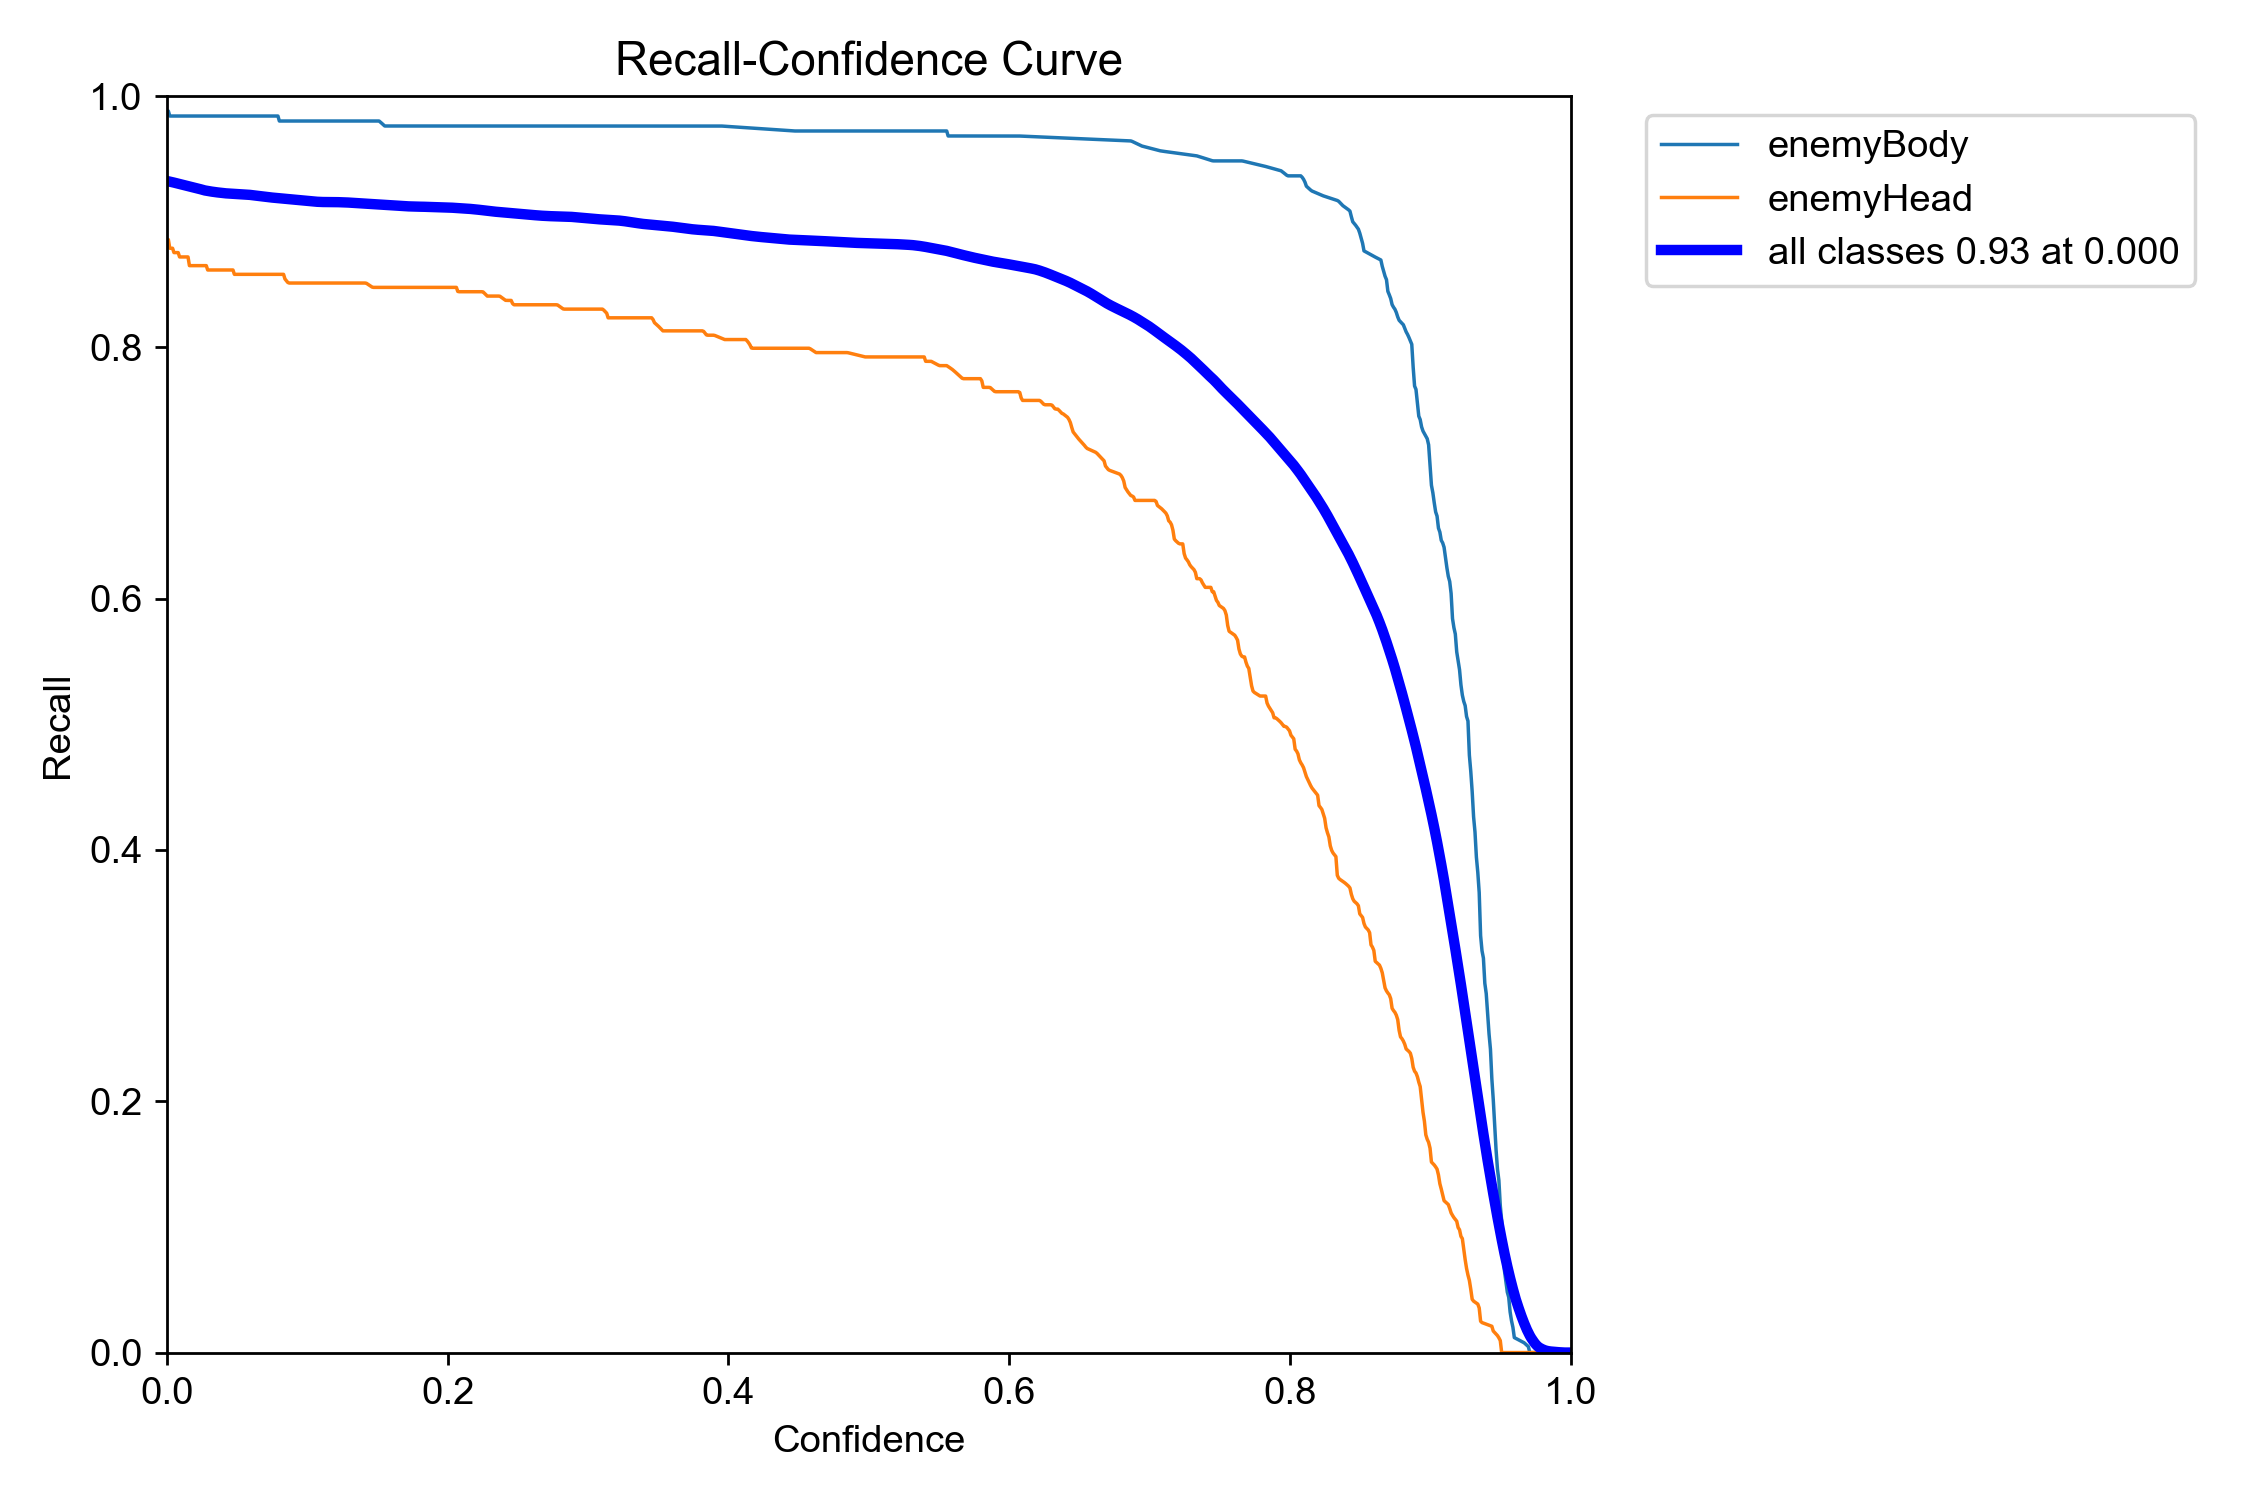 Recall-Confidence Curve
1.0
0.8
0.6
0.4
0.2
0.0
Recall
0.0 0.2 0.4 0.6 0.8 1.0
Confidence
enemyBody
enemyHead
all classes 0.93 at 0.000